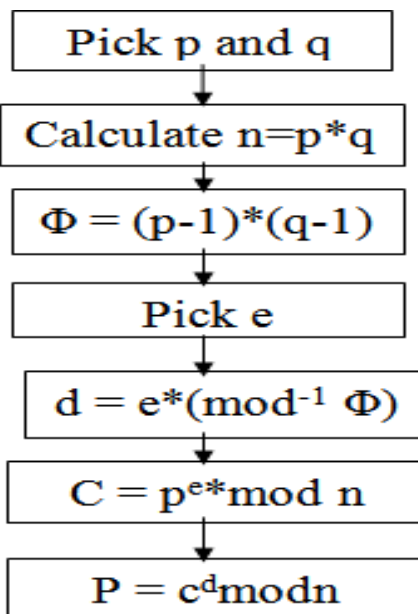 Pick p and q
Calculate n=p*q
Φ = (p-1)*(q-1)
Pick e
d = e*(mod⁻¹ Φ)
C = pᵉ*mod n
P = cᵈmodn